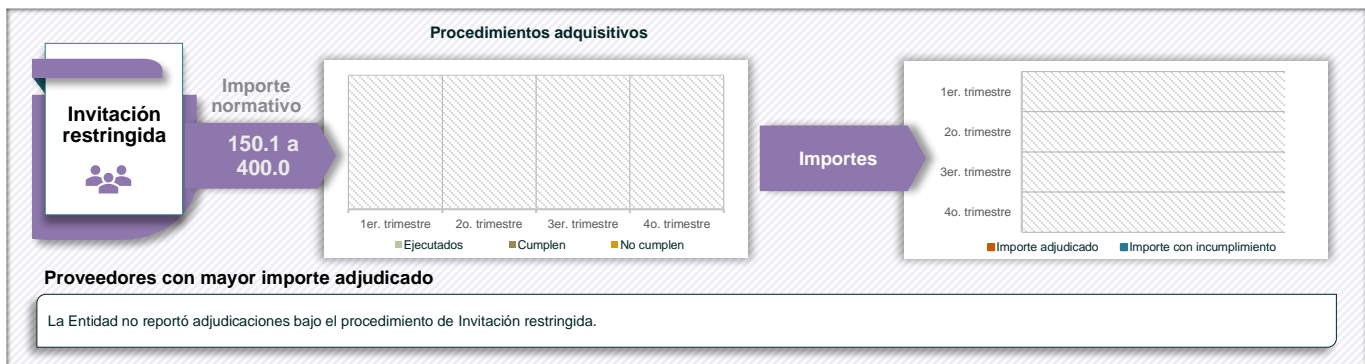 Procedimientos adquisitivos
Invitación
restringida
Importe
normativo
150.1 a
400.0
1er. trimestre
2o. trimestre
3er. trimestre
4o. trimestre
Ejecutados
Cumplen
No cumplen
Importes
1er. trimestre
2o. trimestre
3er. trimestre
4o. trimestre
Importe adjudicado
Importe con incumplimiento
Proveedores con mayor importe adjudicado
La Entidad no reportó adjudicaciones bajo el procedimiento de Invitación restringida.